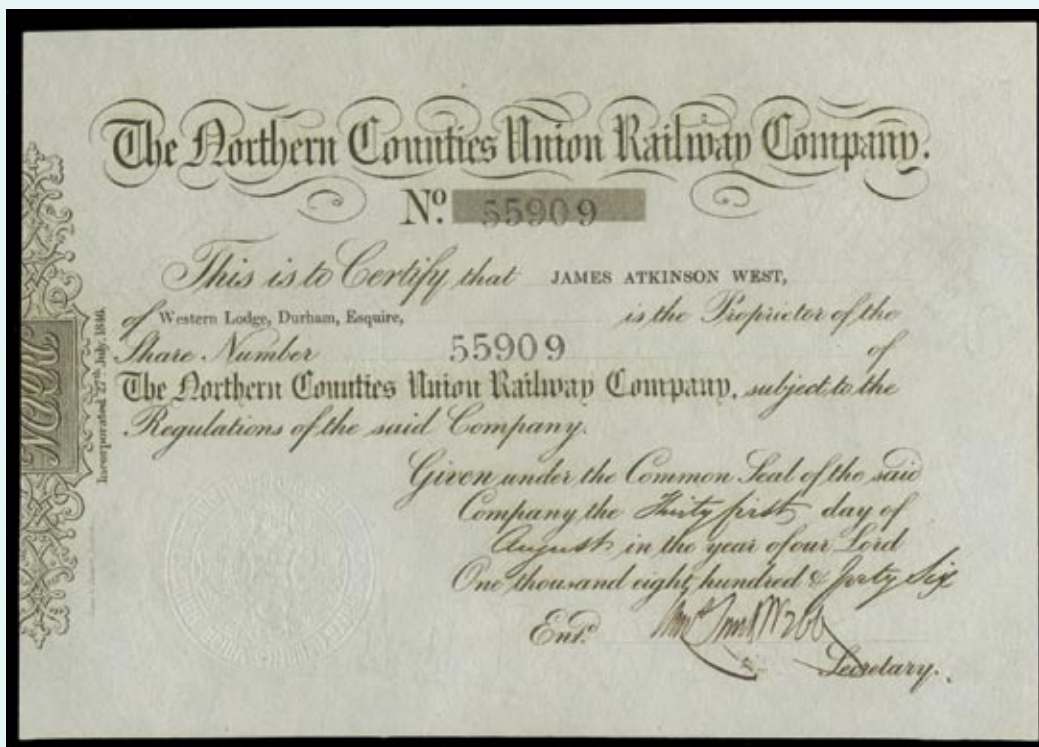 The Northern Counties Union Railway Company.
No. 55909
This is to Certify that JAMES ATKINSON WEST,
of Western Lodge, Durham, Esquire, is the Proprietor of the
Share Number 55909 of
The Northern Counties Union Railway Company, subject to the
Regulations of the said Company.
Given under the Common Seal of the said
Company the Thirty first day of
August in the year of our Lord
One thousand eight hundred & forty Six
Entd.
Secretary.
Incorporated 27th July, 1846.